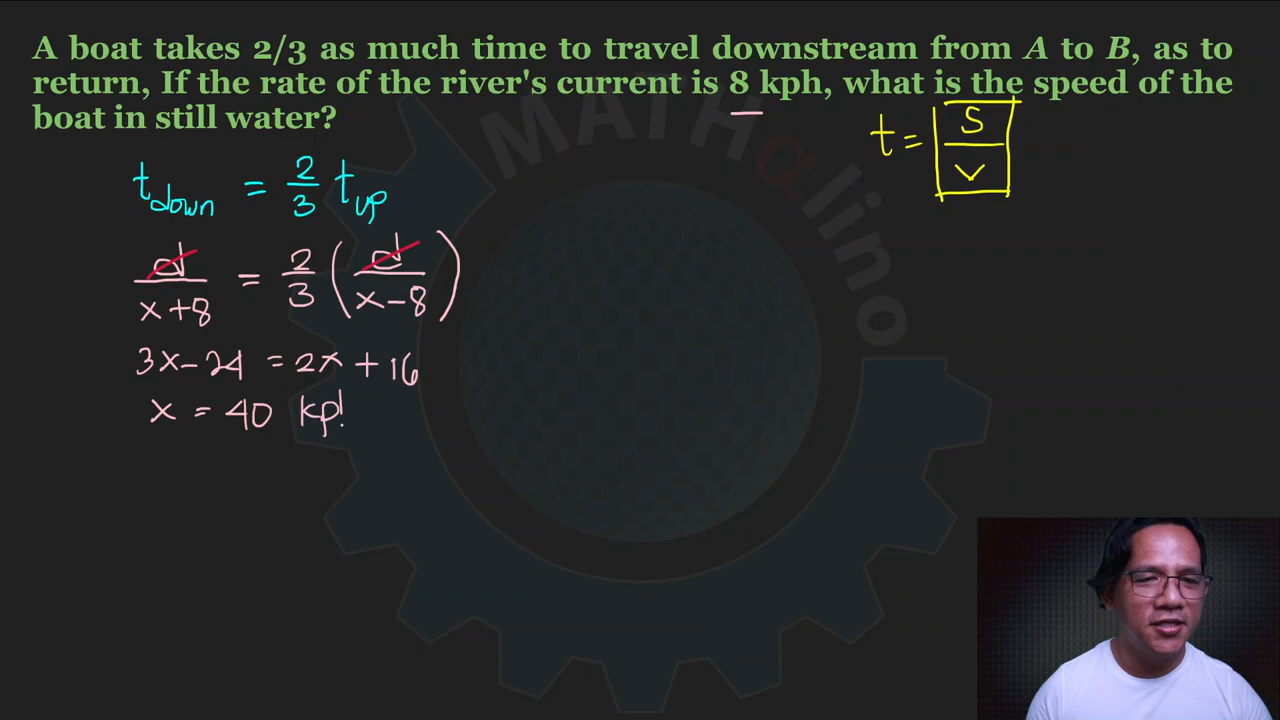 A boat takes 2/3 as much time to travel downstream from A to B, as to
return, If the rate of the river's current is 8 kph, what is the speed of the
boat in still water?
t = s/v
t_down = 2/3 t_up
d/(x+8) = 2/3 (d/(x-8))
3x-24 = 2x+16
x = 40 kph
MATHalino